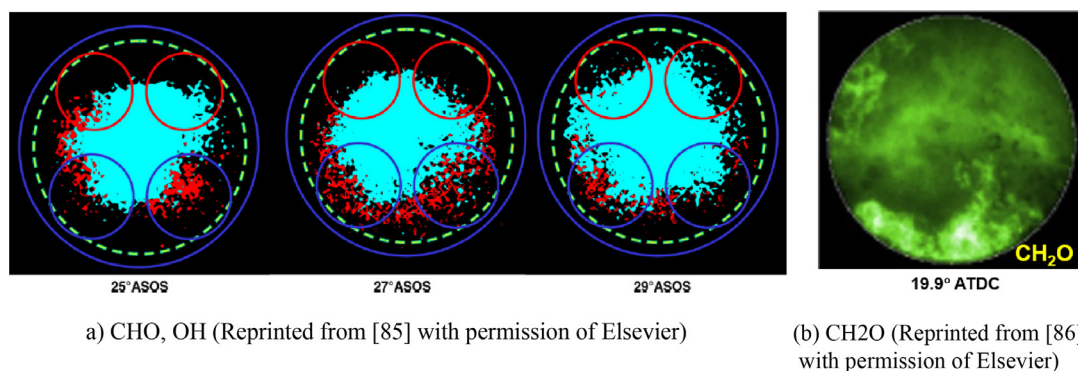 CH₂O
25°ASOS
27°ASOS
29°ASOS
19.9° ATDC
a) CHO, OH (Reprinted from [85] with permission of Elsevier)
(b) CH2O (Reprinted from [86]
with permission of Elsevier)